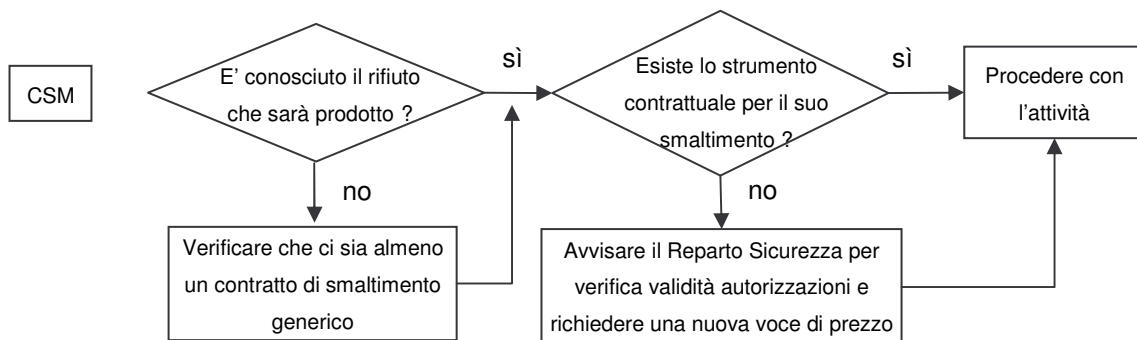 CSM
E' conosciuto il rifiuto
che sarà prodotto ?
sì
no
Verificare che ci sia almeno
un contratto di smaltimento
generico
Esiste lo strumento
contrattuale per il suo
smaltimento ?
sì
no
Avvisare il Reparto Sicurezza per
verifica validità autorizzazioni e
richiedere una nuova voce di prezzo
Procedere con
l'attività